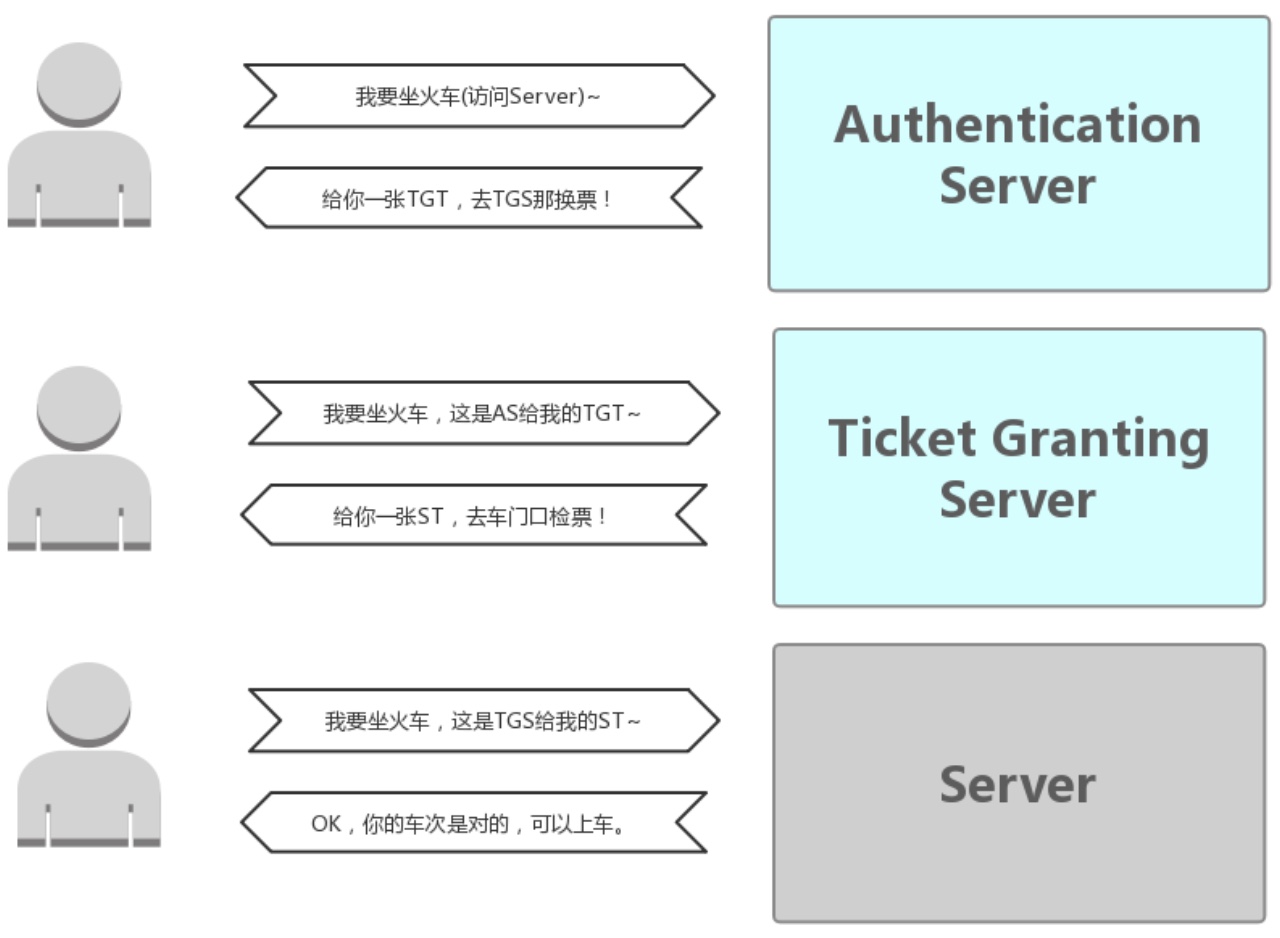 我要坐火车(访问Server)~
给你一张TGT，去TGS那换票！
Authentication
Server
我要坐火车，这是AS给我的TGT~
给你一张ST，去车门口检票！
Ticket Granting
Server
我要坐火车，这是TGS给我的ST~
OK，你的车次是对的，可以上车。
Server